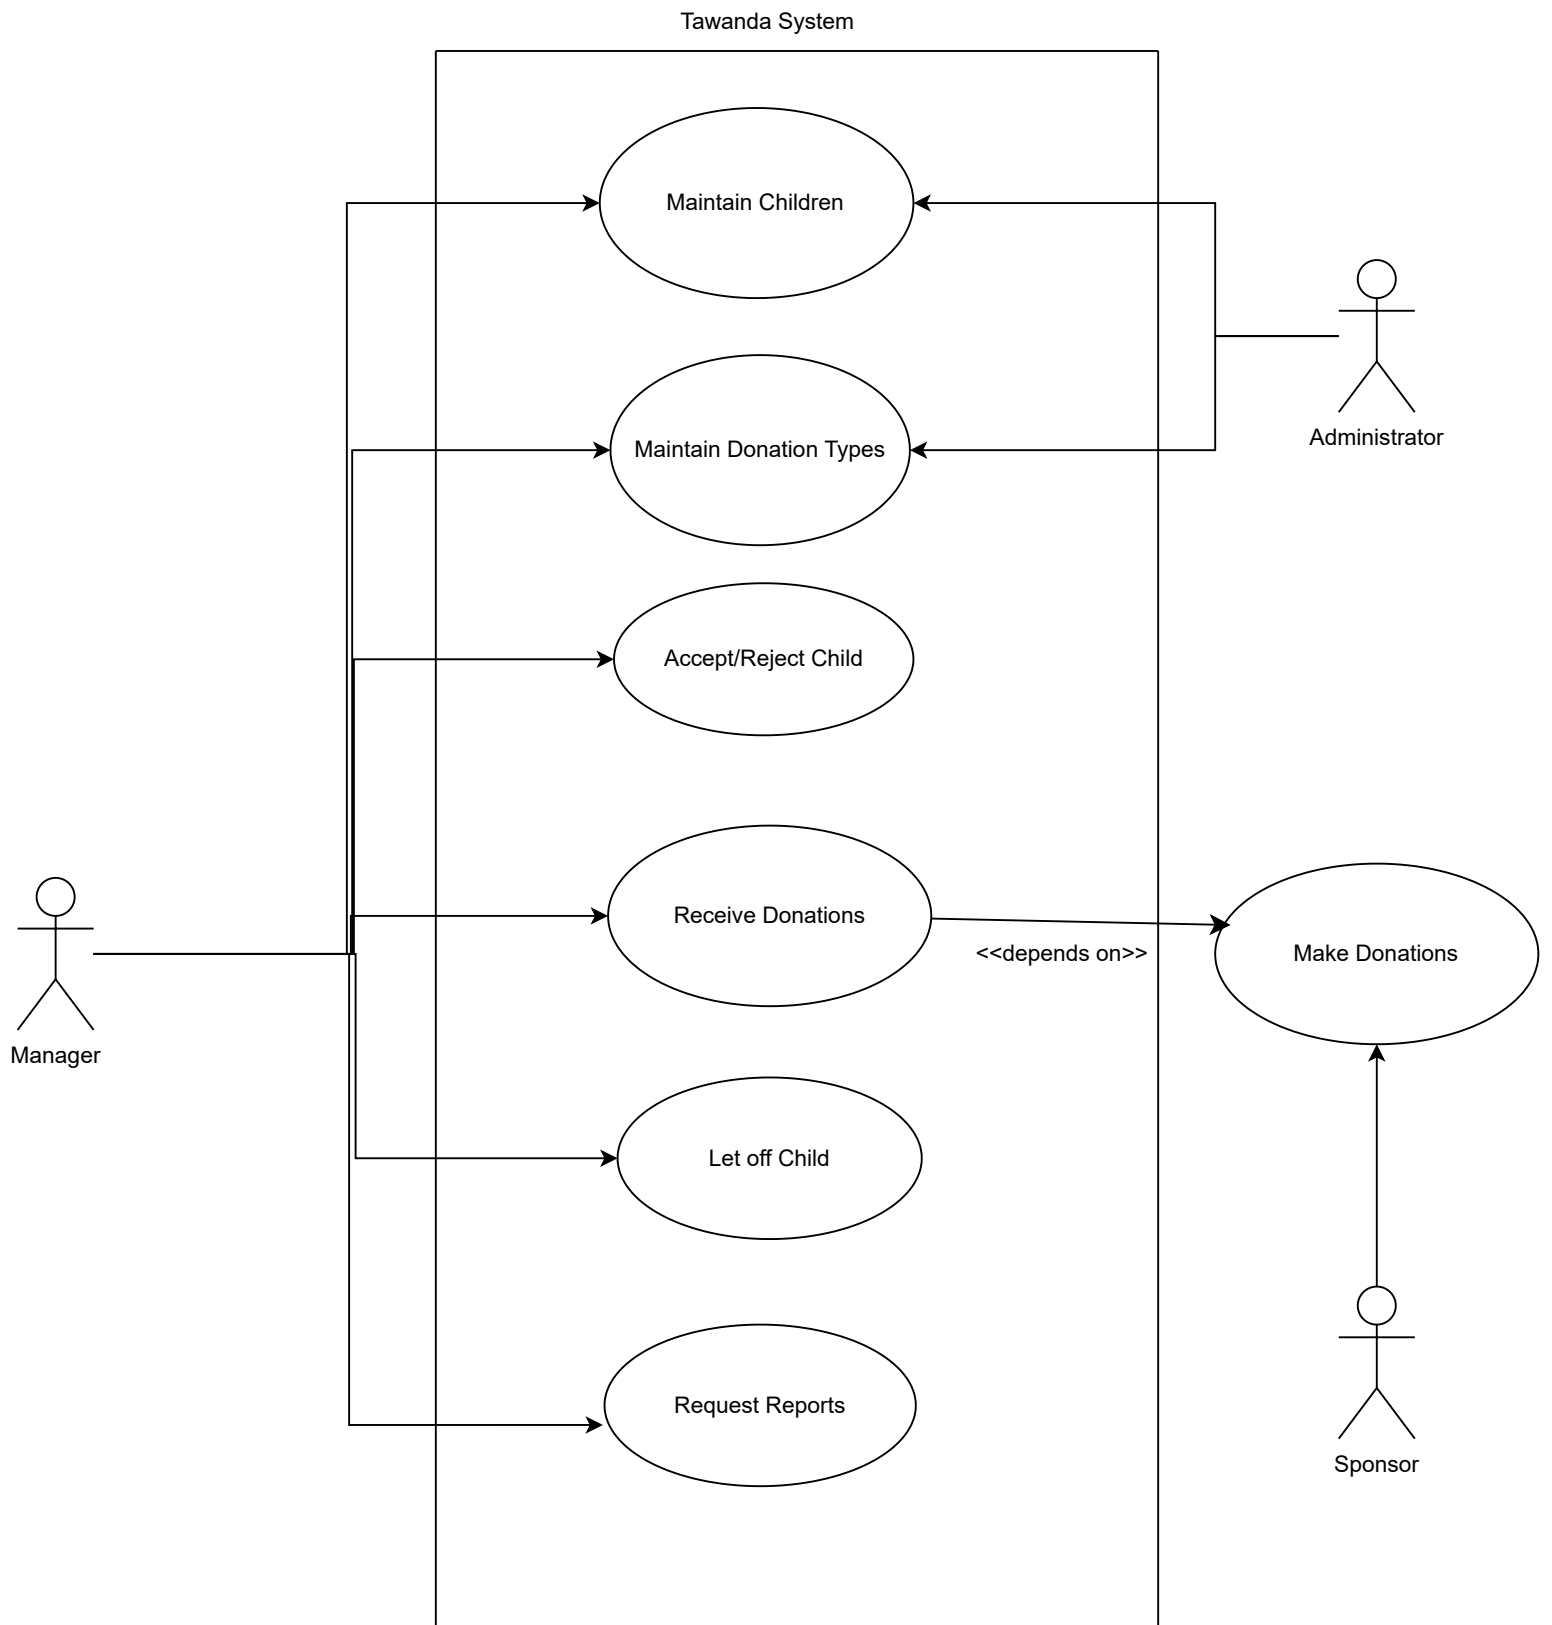 Tawanda System
Maintain Children
Administrator
Maintain Donation Types
Accept/Reject Child
Receive Donations
<<depends on>>
Make Donations
Manager
Let off Child
Request Reports
Sponsor